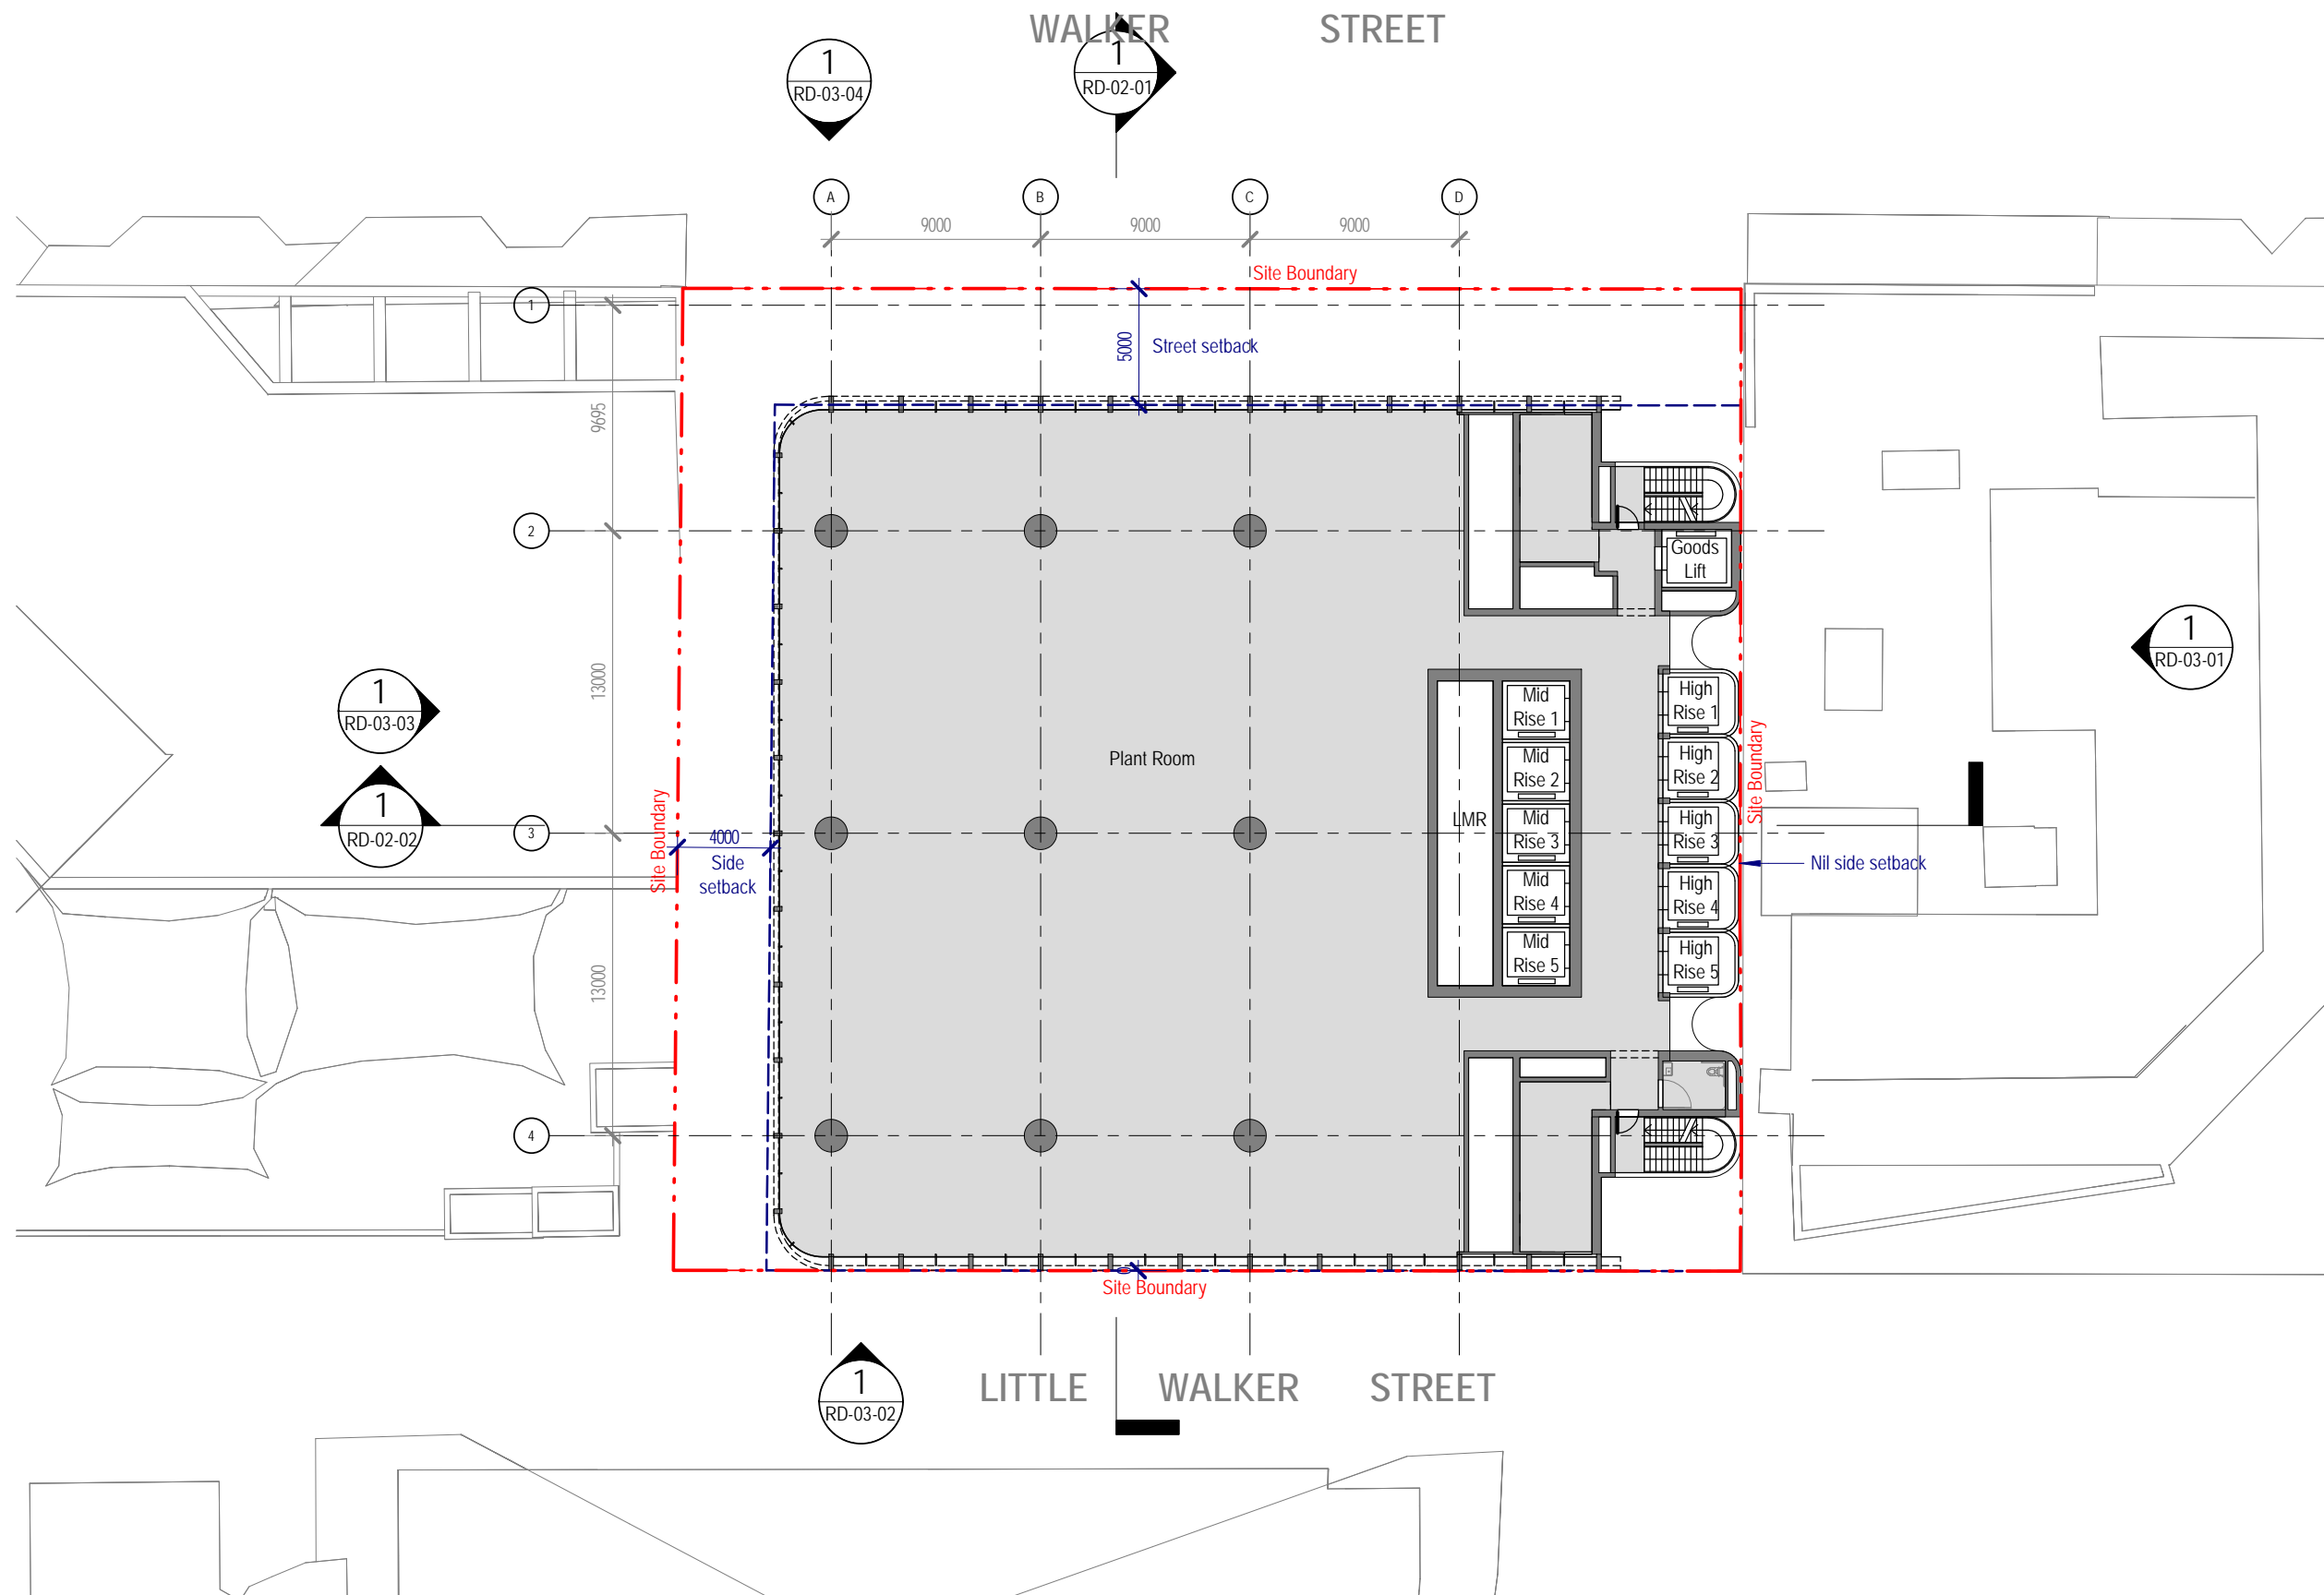 WALKER STREET
1
RD-03-04
1
RD-02-01
A
B
C
D
9000
9000
9000
Site Boundary
1
5000
Street setback
9695
2
Goods
Lift
1
RD-03-01
13000
1
RD-03-03
Mid
Rise 1
High
Rise 1
Plant Room
Mid
Rise 2
High
Rise 2
Site Boundary
1
RD-02-02
3
Site Boundary
4000
Side
setback
LMR
Mid
Rise 3
High
Rise 3
Nil side setback
Mid
Rise 4
High
Rise 4
Mid
Rise 5
High
Rise 5
13000
4
0
Site Boundary
LITTLE WALKER STREET
1
RD-03-02